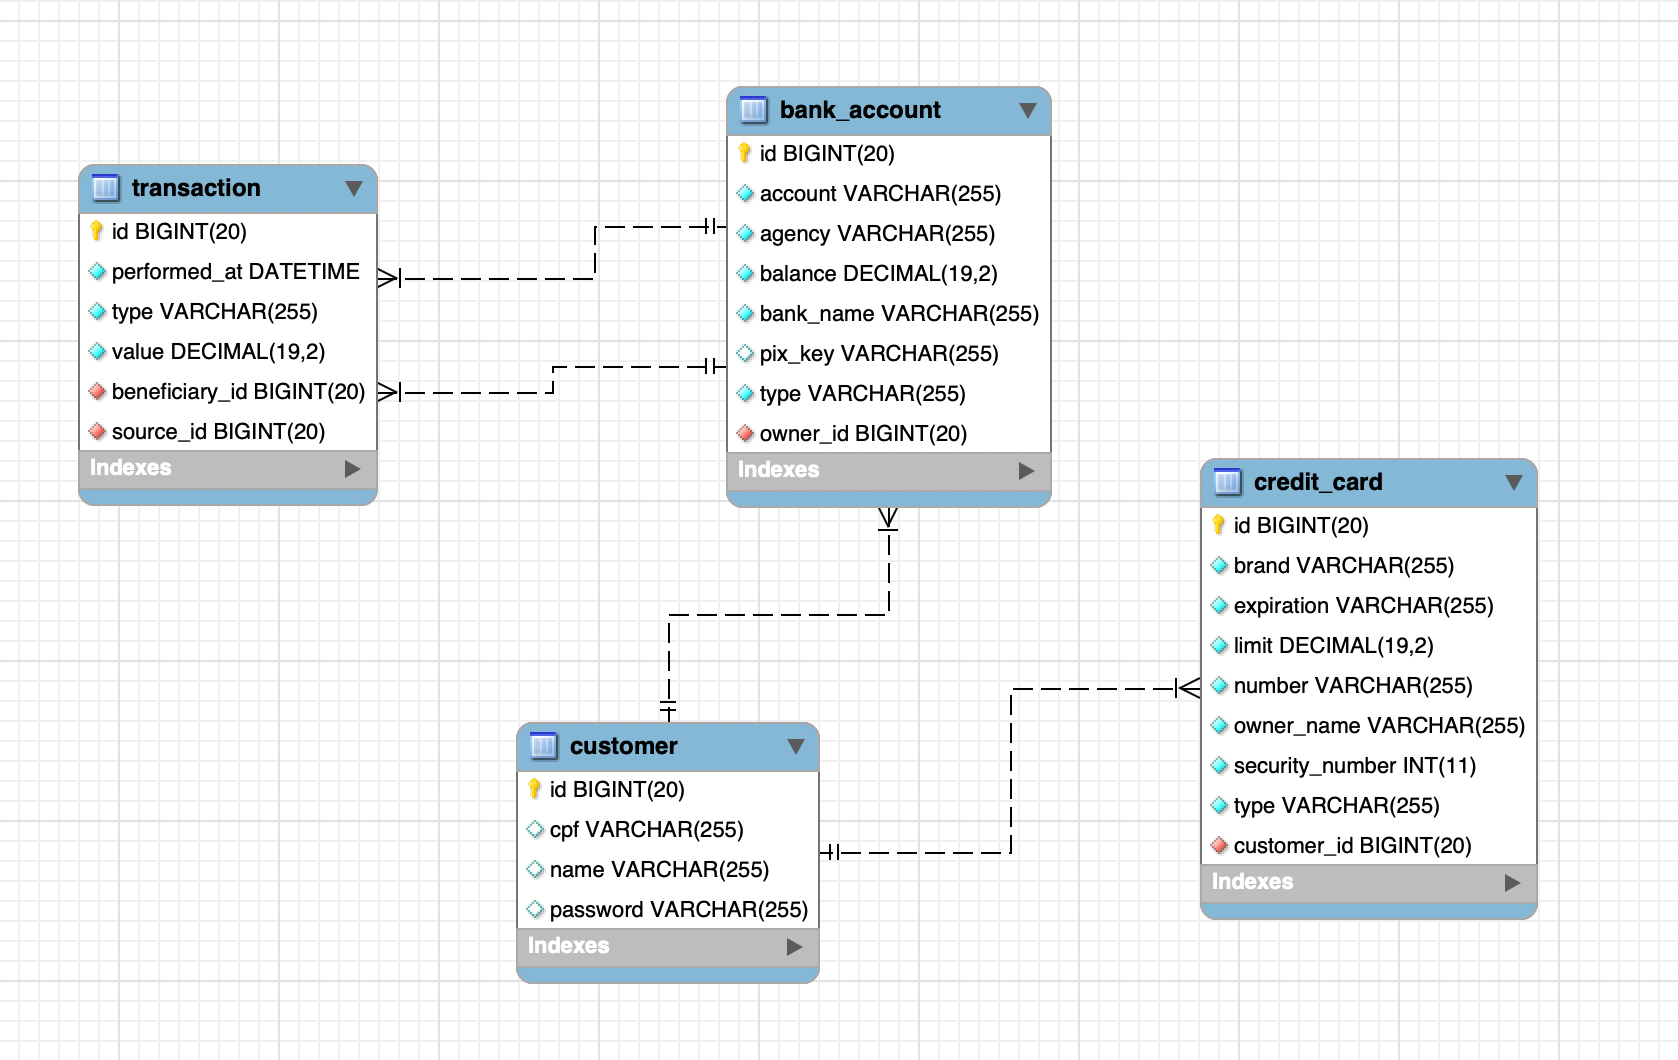 transaction
id BIGINT(20)
performed_at DATETIME
type VARCHAR(255)
value DECIMAL(19,2)
beneficiary_id BIGINT(20)
source_id BIGINT(20)
Indexes
bank_account
id BIGINT(20)
account VARCHAR(255)
agency VARCHAR(255)
balance DECIMAL(19,2)
bank_name VARCHAR(255)
pix_key VARCHAR(255)
type VARCHAR(255)
owner_id BIGINT(20)
Indexes
customer
id BIGINT(20)
cpf VARCHAR(255)
name VARCHAR(255)
password VARCHAR(255)
Indexes
credit_card
id BIGINT(20)
brand VARCHAR(255)
expiration VARCHAR(255)
limit DECIMAL(19,2)
number VARCHAR(255)
owner_name VARCHAR(255)
security_number INT(11)
type VARCHAR(255)
customer_id BIGINT(20)
Indexes